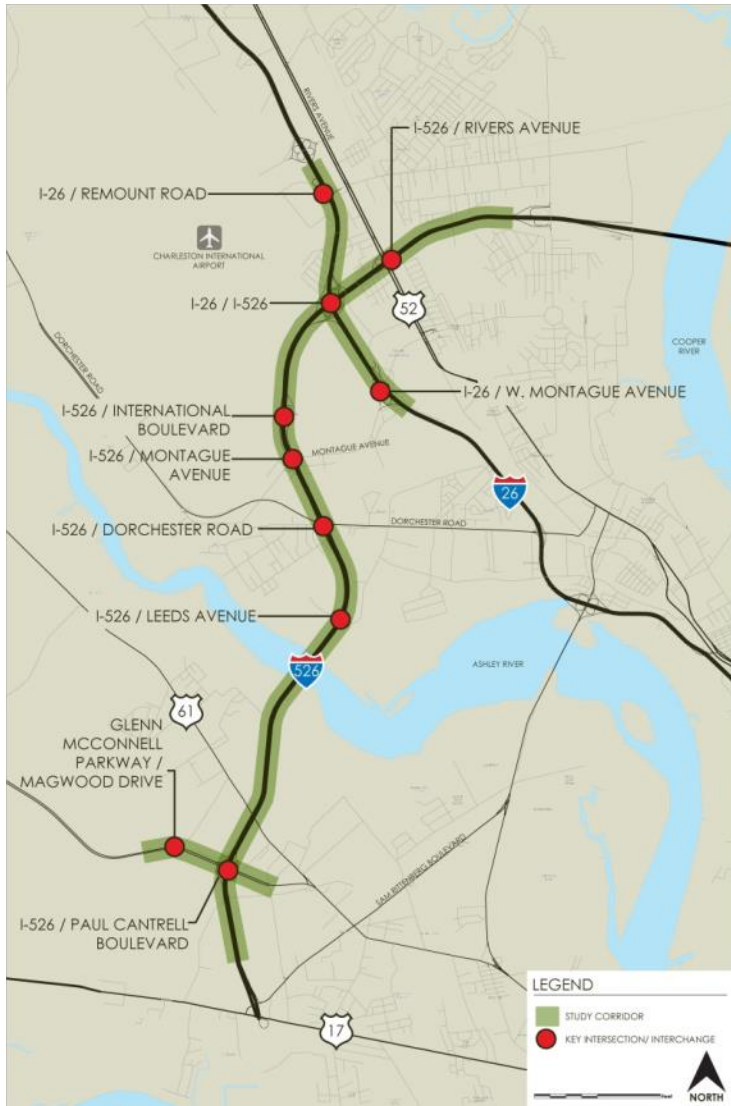 RIVERS AVENUE
I-526 / RIVERS AVENUE
I-26 / REMOUNT ROAD
CHARLESTON INTERNATIONAL
AIRPORT
I-26 / I-526
52
DORCHESTER ROAD
COOPER
RIVER
I-26 / W. MONTAGUE AVENUE
I-526 / INTERNATIONAL
BOULEVARD
I-526 / MONTAGUE
AVENUE
MONTAGUE AVENUE
26
I-526 / DORCHESTER ROAD
DORCHESTER ROAD
I-526 / LEEDS AVENUE
526
ASHLEY RIVER
61
GLENN
MCCONNELL
PARKWAY /
MAGWOOD DRIVE
SAM RITTENBERG BOULEVARD
I-526 / PAUL CANTRELL
BOULEVARD
17
LEGEND
STUDY CORRIDOR
KEY INTERSECTION/ INTERCHANGE
Feet
NORTH